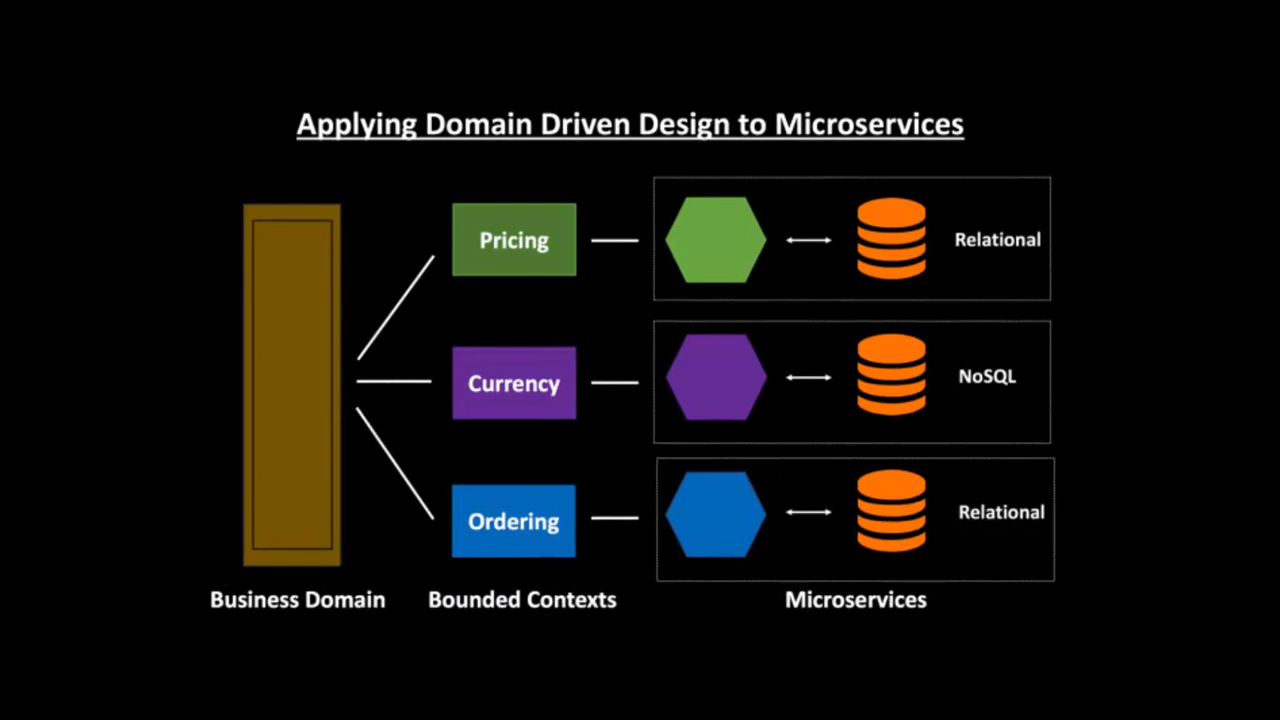 Applying Domain Driven Design to Microservices
Pricing
Relational
Currency
NoSQL
Ordering
Relational
Business Domain
Bounded Contexts
Microservices